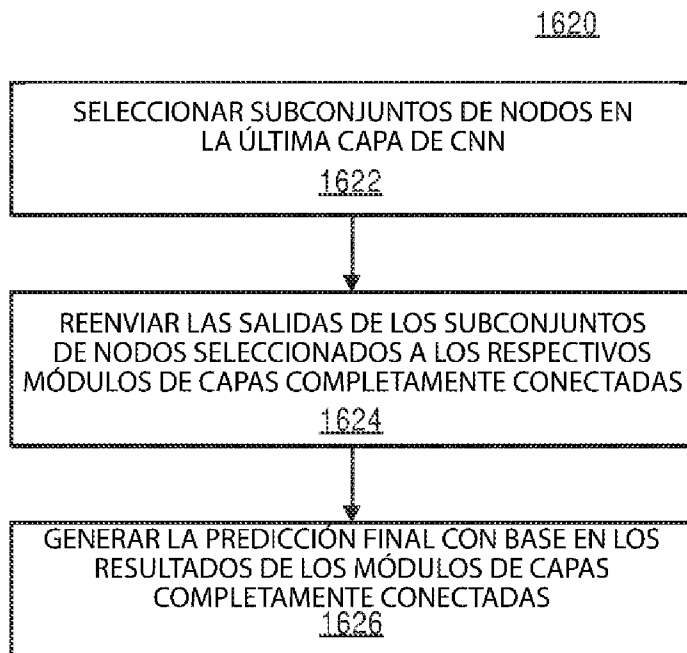 1620
SELECCIONAR SUBCONJUNTOS DE NODOS EN
LA ÚLTIMA CAPA DE CNN
1622
REENVIAR LAS SALIDAS DE LOS SUBCONJUNTOS
DE NODOS SELECCIONADOS A LOS RESPECTIVOS
MÓDULOS DE CAPAS COMPLETAMENTE CONECTADAS
1624
GENERAR LA PREDICCIÓN FINAL CON BASE EN LOS
RESULTADOS DE LOS MÓDULOS DE CAPAS
COMPLETAMENTE CONECTADAS
1626